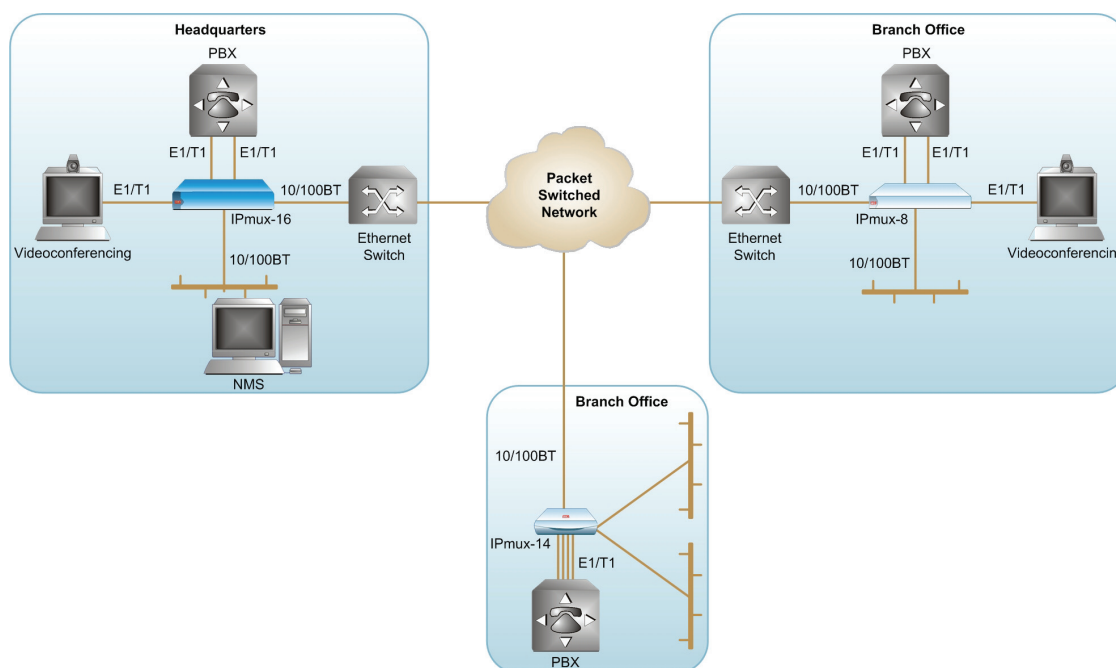 Headquarters
PBX
E1/T1
E1/T1
E1/T1
10/100BT
IPmux-16
Videoconferencing
Ethernet
Switch
10/100BT
NMS
Packet
Switched
Network
Branch Office
PBX
E1/T1
E1/T1
10/100BT
E1/T1
IPmux-8
Ethernet
Switch
Videoconferencin
10/100BT
Branch Office
10/100BT
IPmux-14
E1/T1
PBX